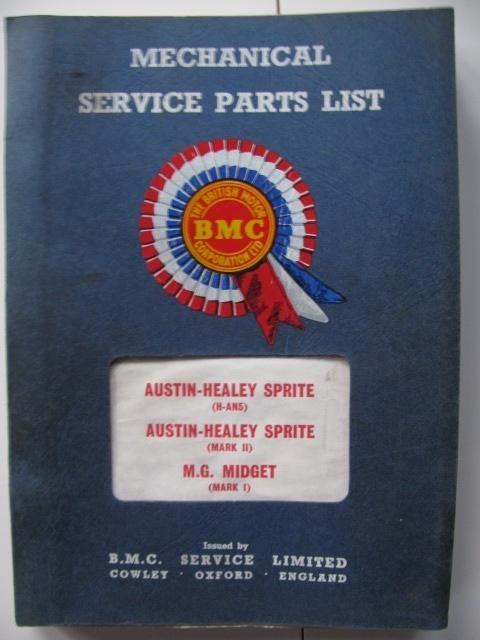 MECHANICAL
SERVICE PARTS LIST
THE BRITISH MOTOR
BMC
CORPORATION LTD
AUSTIN-HEALEY SPRITE
(H-AN5)
AUSTIN-HEALEY SPRITE
(MARK II)
M.G. MIDGET
(MARK I)
Issued by
B.M.C. SERVICE LIMITED
COWLEY · OXFORD · ENGLAND